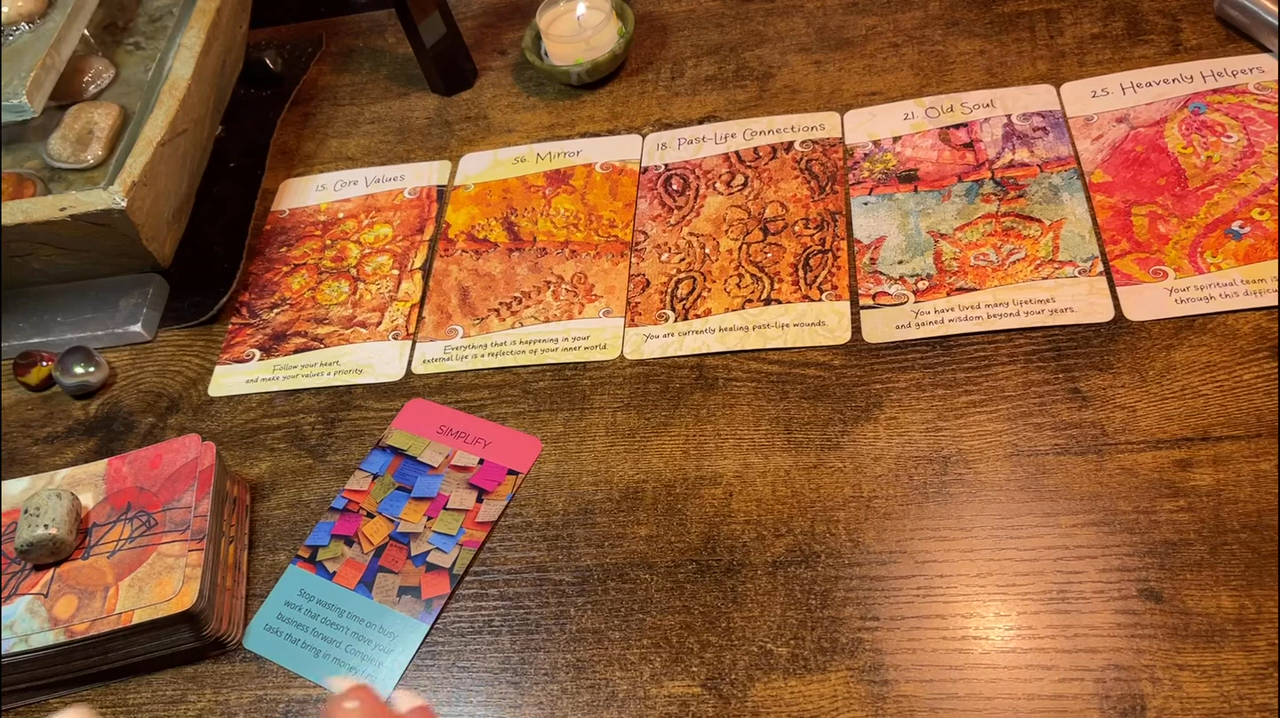 15. Core Values
Follow your heart,
and make your values a priority.
56. Mirror
Everything that is happening in your
external life is a reflection of your inner world.
18. Past-Life Connections
You are currently healing past-life wounds.
21. Old Soul
You have lived many lifetimes
and gained wisdom beyond your years.
25. Heavenly Helpers
Your spiritual team i
through this difficu
SIMPLIFY
Stop wasting time on busy
work that doesn't move your
business forward. Complete
tasks that bring in money first.